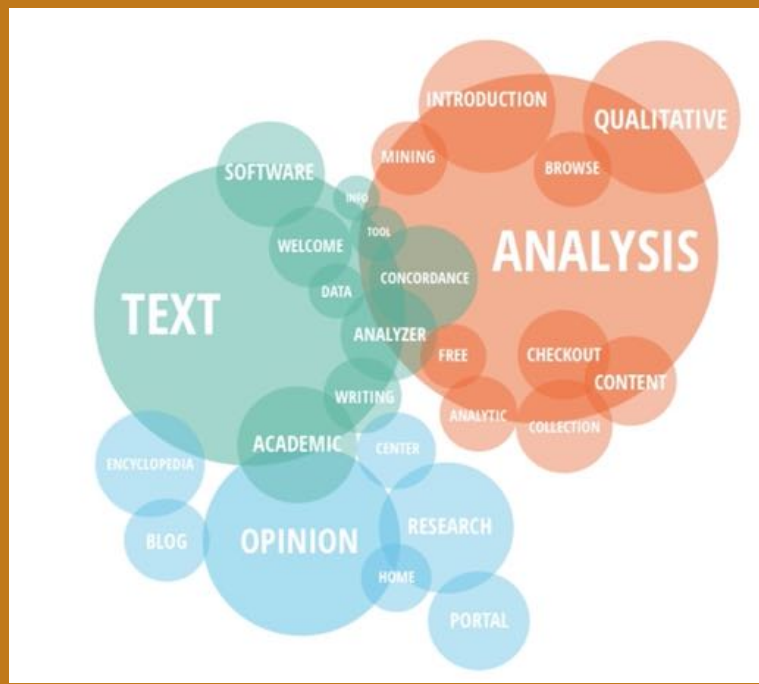 INTRODUCTION
QUALITATIVE
MINING
BROWSE
SOFTWARE
INFO
TOOL
WELCOME
ANALYSIS
CONCORDANCE
DATA
TEXT
ANALYZER
FREE
CHECKOUT
CONTENT
WRITING
ANALYTIC
COLLECTION
ACADEMIC
CENTER
ENCYCLOPEDIA
RESEARCH
BLOG
OPINION
HOME
PORTAL